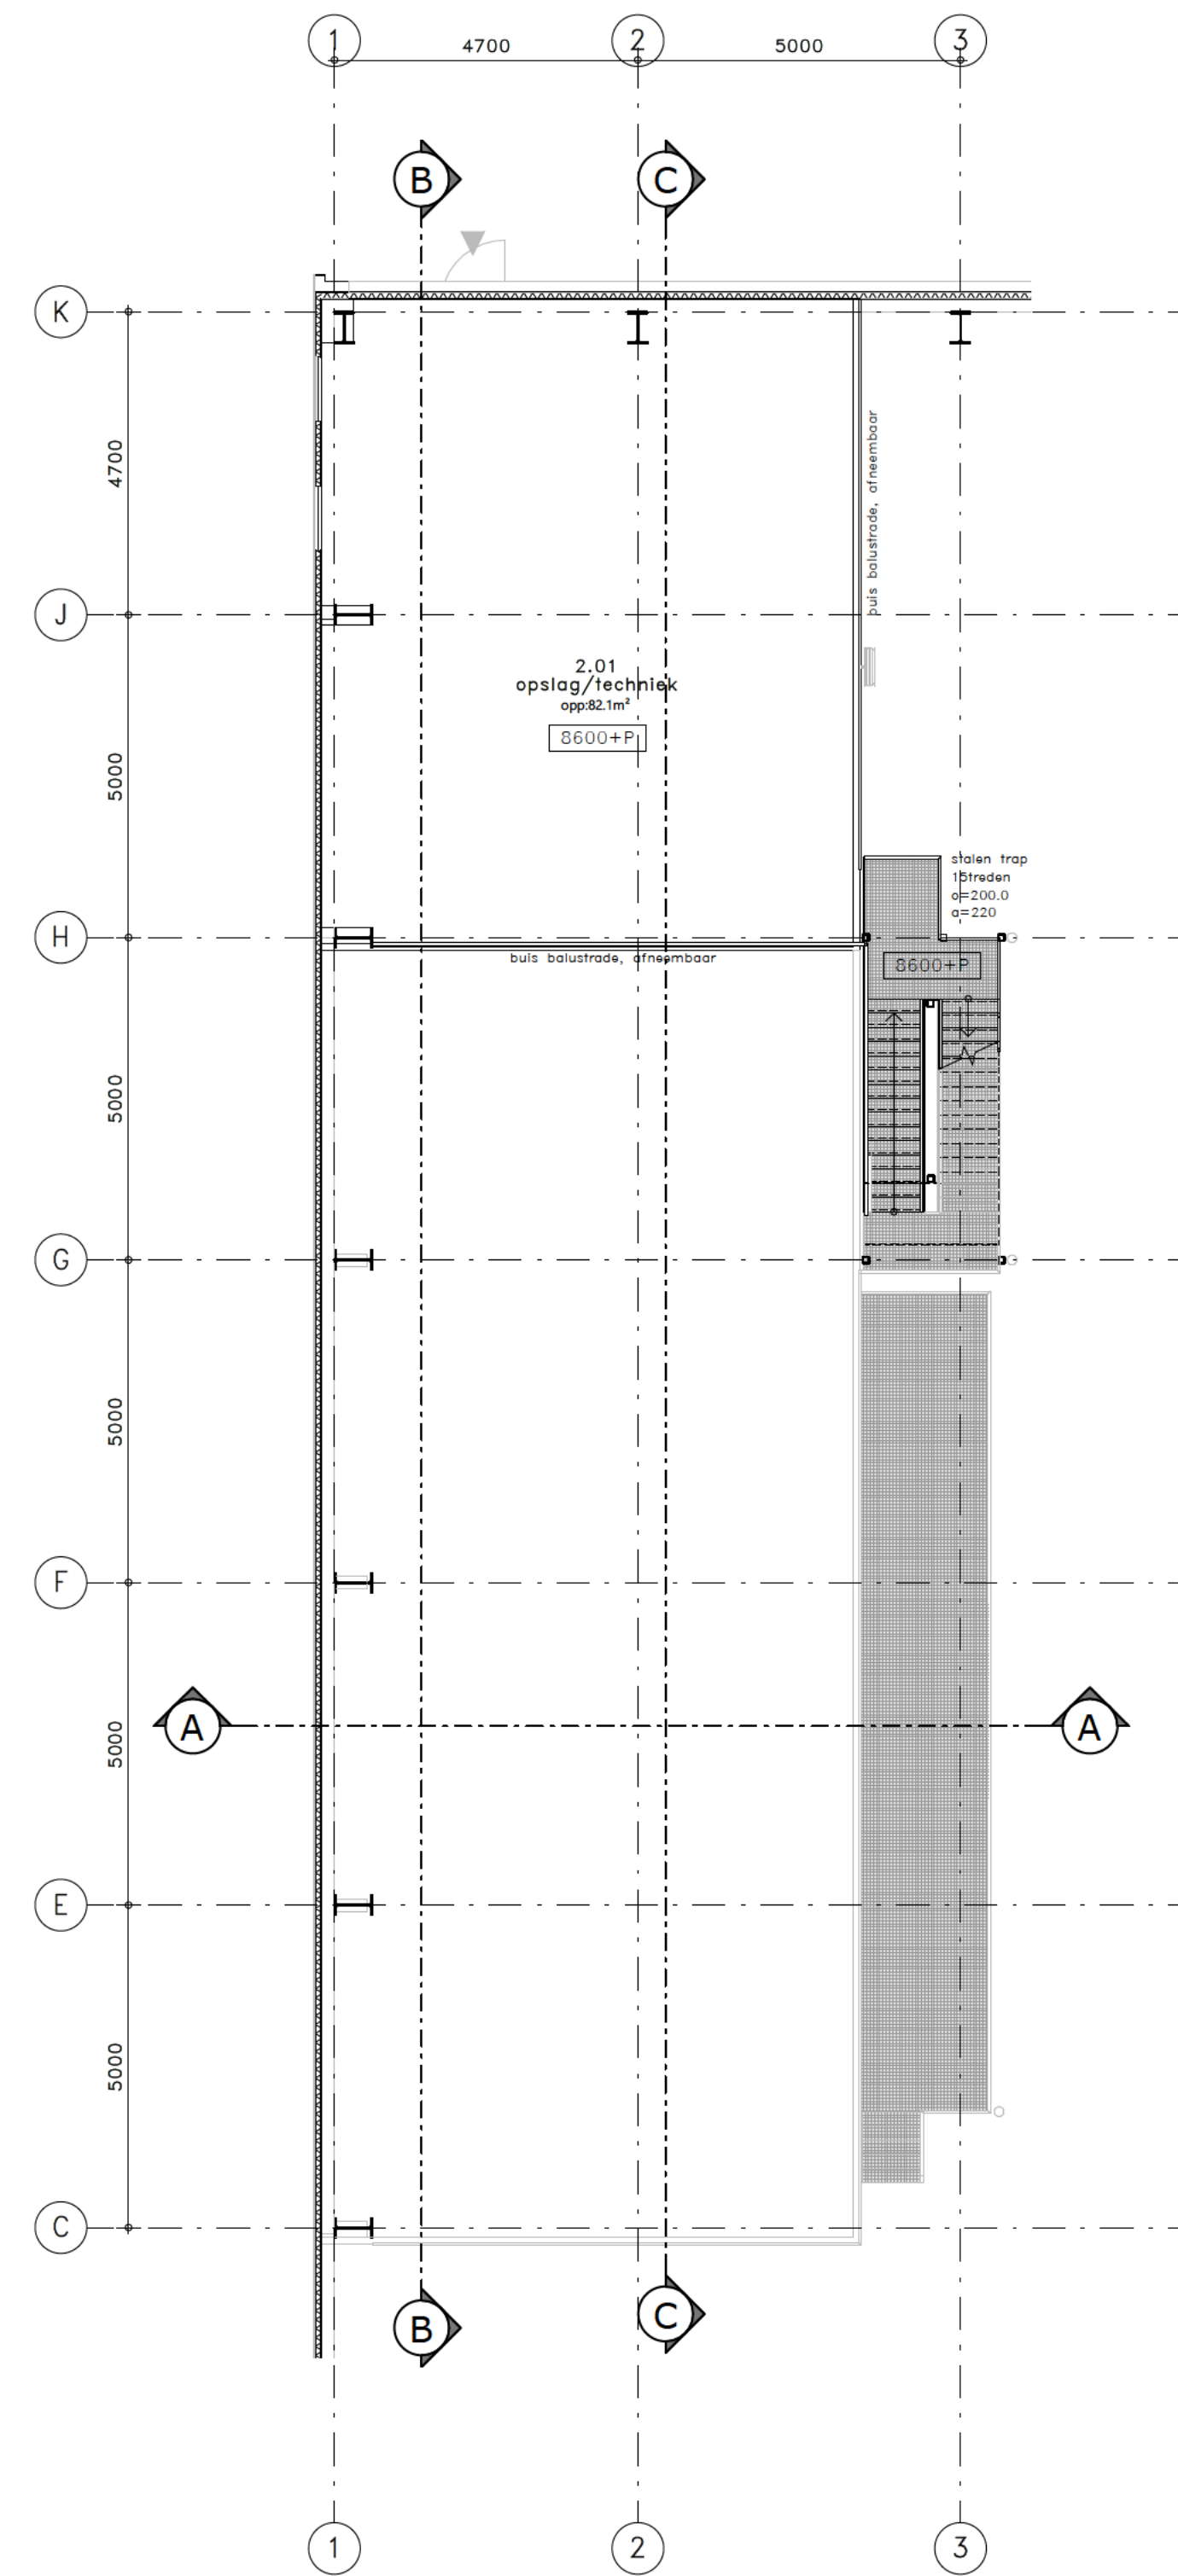 1
4700
2
5000
3
B
C
K
4700
buis balustrade, afneembaar
J
2.01
opslag/techniek
opp:82.1m²
8600+P
5000
stalen trap
15treden
o=200.0
a=220
H
buis balustrade, afneembaar
8600+P
5000
G
5000
F
A
A
5000
E
5000
C
B
C
1
2
3